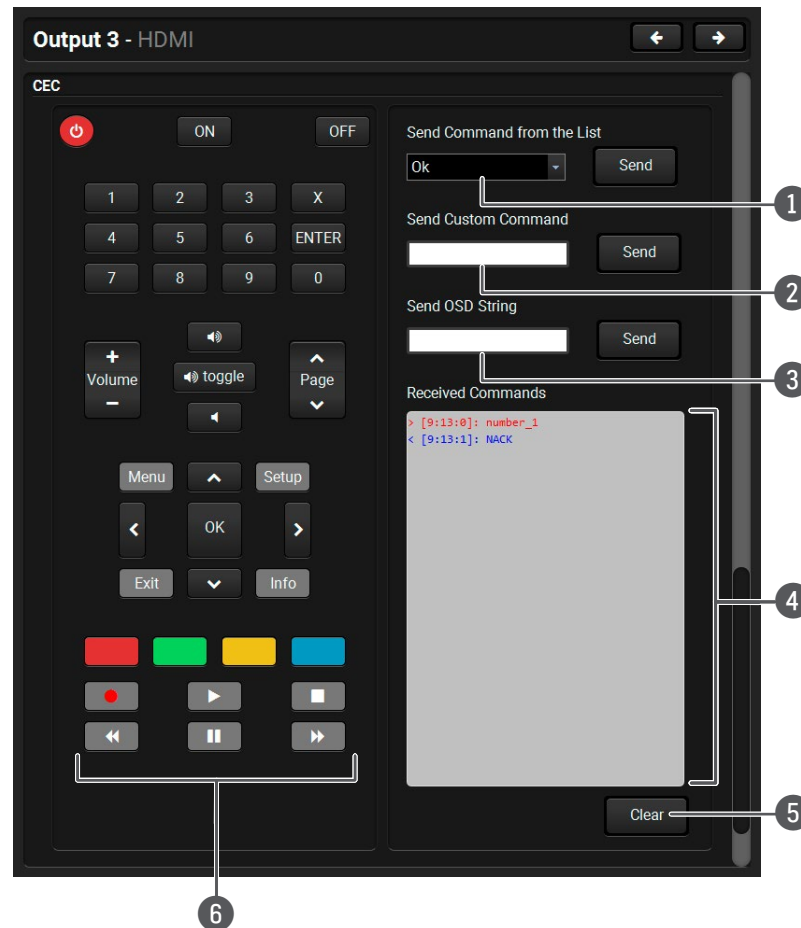 Output 3 - HDMI
CEC
ON
OFF
1 2 3 X
4 5 6 ENTER
7 8 9 0
+
Volume
−
toggle
Page
Menu
Setup
OK
Exit
Info
Send Command from the List
Ok
Send
1
Send Custom Command
Send
2
Send OSD String
Send
3
Received Commands
> [9:13:0]: number_1
< [9:13:1]: NACK
4
Clear
5
6